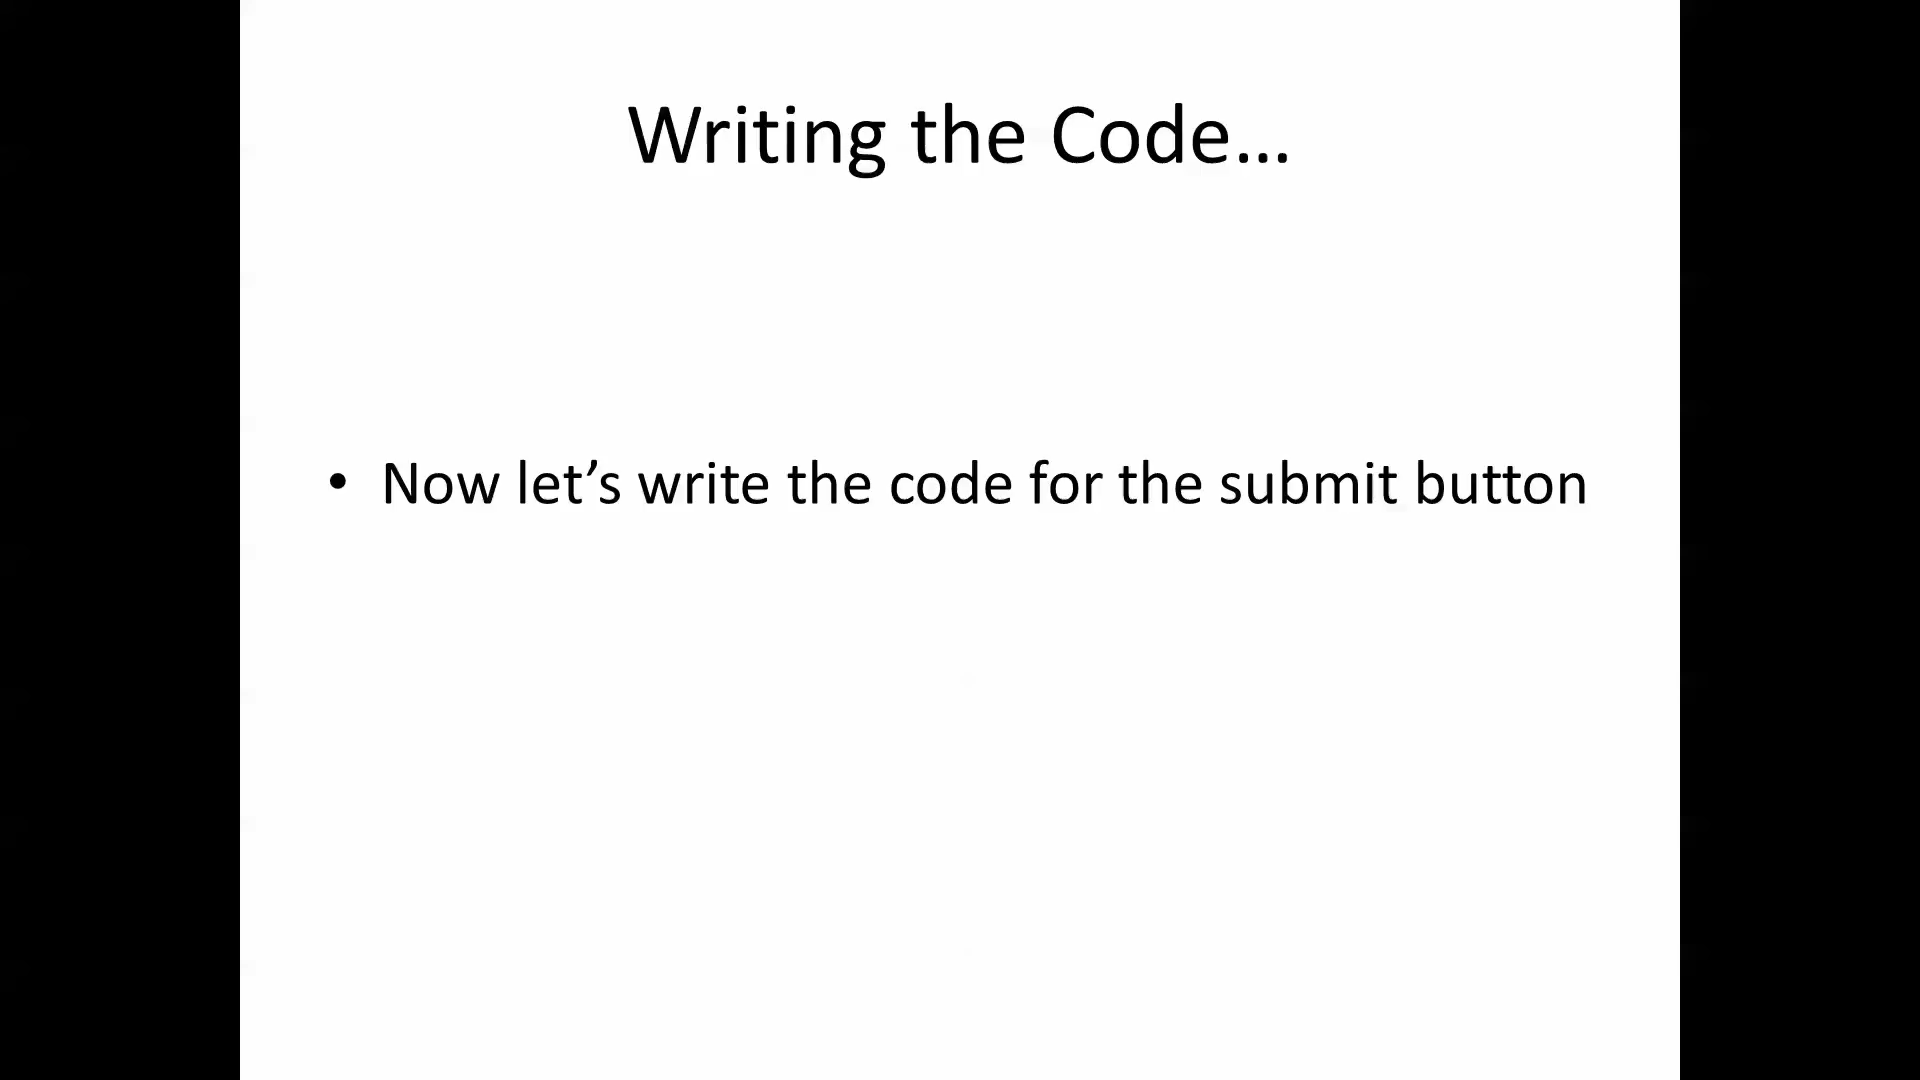 Writing the Code…
• Now let’s write the code for the submit button